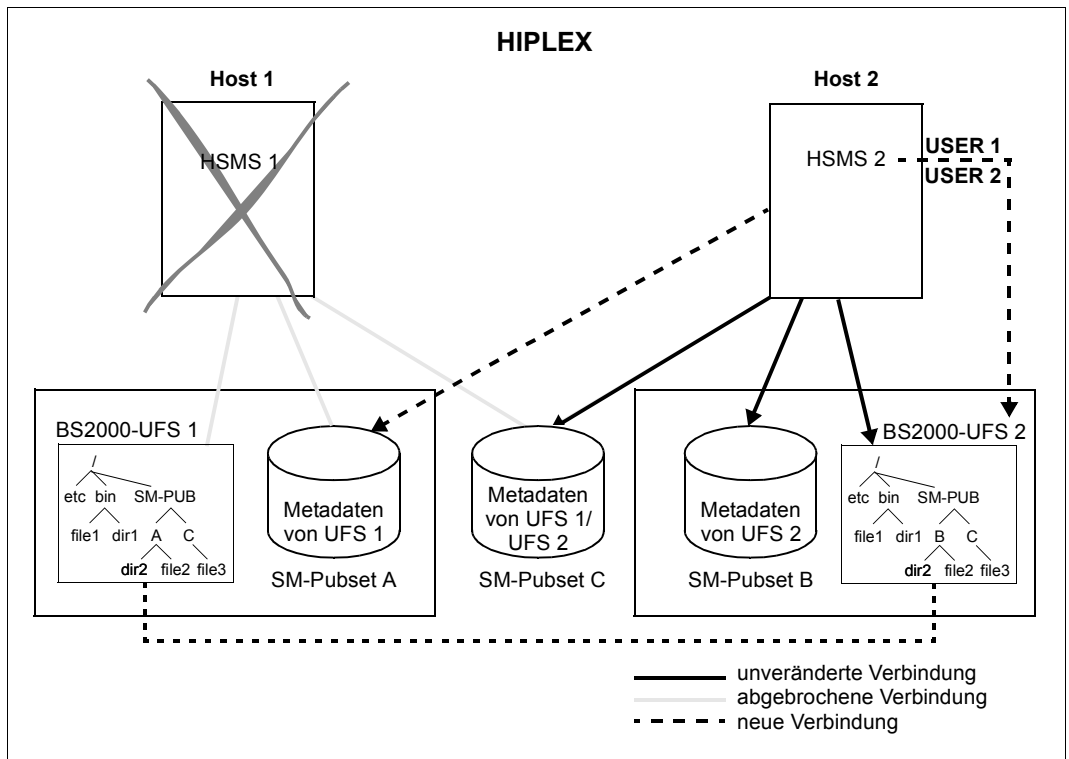 HIPLEX
Host 1
Host 2
HSMS 1
HSMS 2
USER 1
USER 2
BS2000-UFS 1
/
etc bin SM-PUB
file1 dir1 A C
dir2 file2 file3
Metadaten
von UFS 1
SM-Pubset A
Metadaten
von UFS 1/
UFS 2
SM-Pubset C
Metadaten
von UFS 2
SM-Pubset B
BS2000-UFS 2
/
etc bin SM-PUB
file1 dir1 B C
dir2 file2 file3
unveränderte Verbindung
abgebrochene Verbindung
neue Verbindung